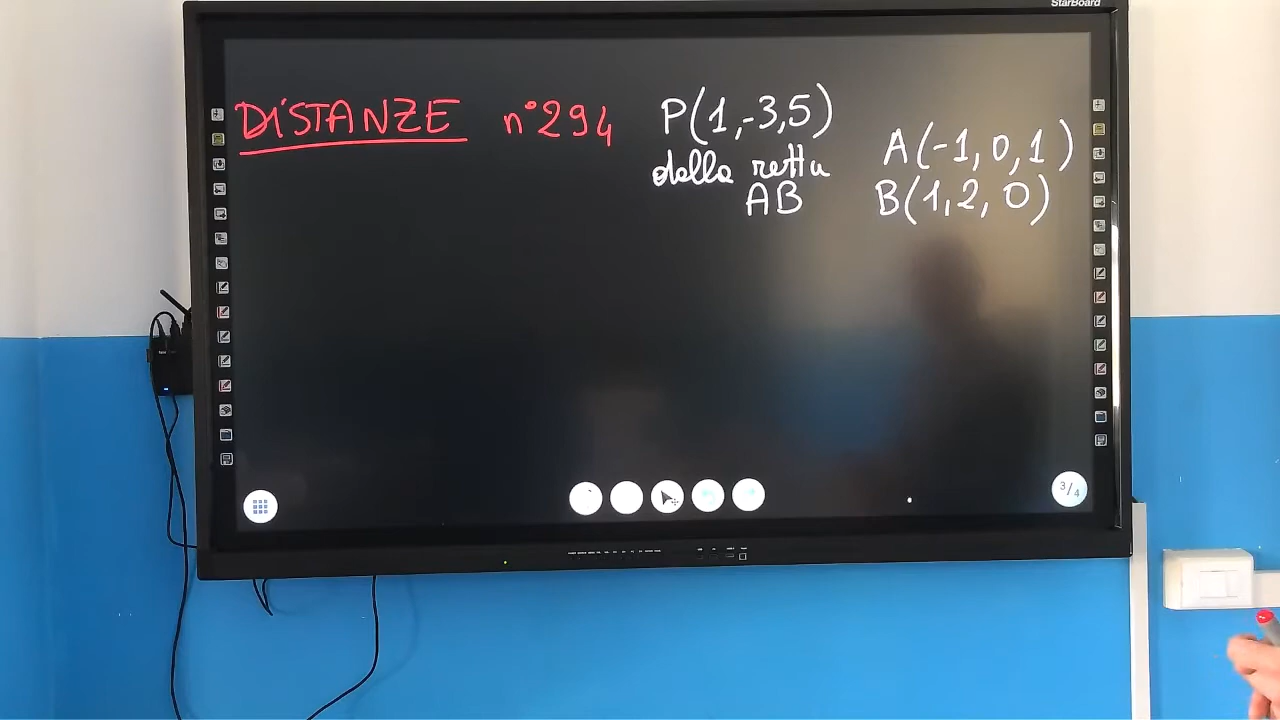 StarBoard
DISTANZE n°294 P(1,-3,5)
dalla retta
AB
A(-1,0,1)
B(1,2,0)
3/4